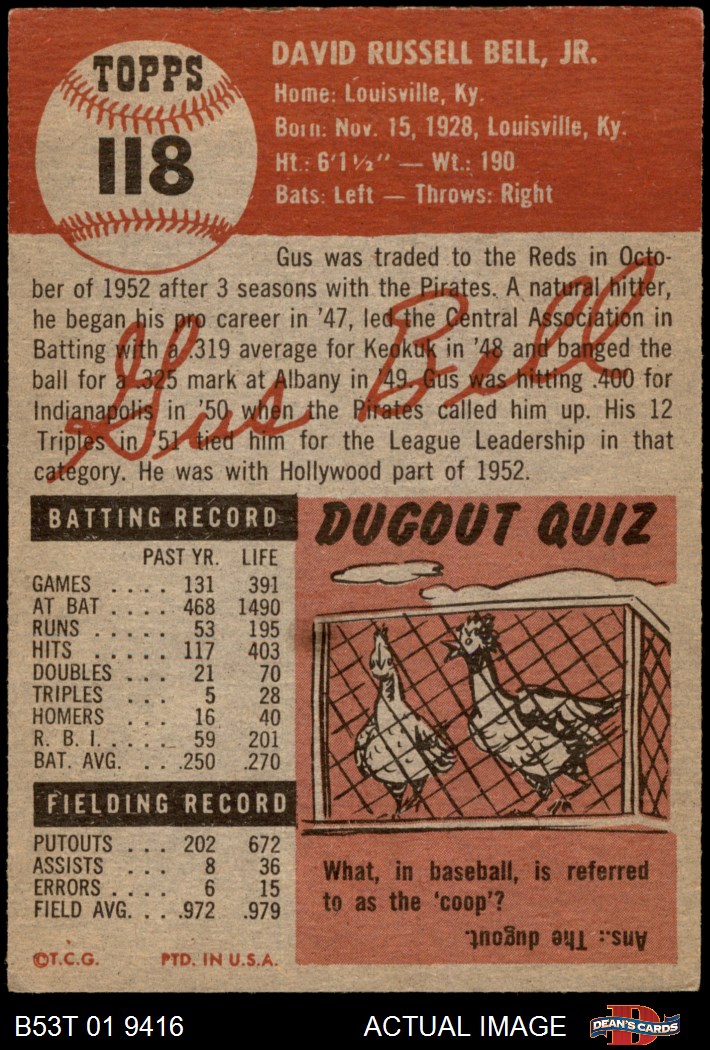 TOPPS
118
DAVID RUSSELL BELL, JR.
Home: Louisville, Ky.
Born: Nov. 15, 1928, Louisville, Ky.
Ht.: 6'1½" — Wt.: 190
Bats: Left — Throws: Right
Gus was traded to the Reds in Octo-
ber of 1952 after 3 seasons with the Pirates. A natural hitter,
he began his pro career in '47, led the Central Association in
Batting with a .319 average for Keokuk in '48 and banged the
ball for a .325 mark at Albany in '49. Gus was hitting .400 for
Indianapolis in '50 when the Pirates called him up. His 12
Triples in '51 tied him for the League Leadership in that
category. He was with Hollywood part of 1952.
Gus Bell
BATTING RECORD
PAST YR. LIFE
GAMES .... 131 391
AT BAT .... 468 1490
RUNS ..... 53 195
HITS ..... 117 403
DOUBLES .. 21 70
TRIPLES ... 5 28
HOMERS ... 16 40
R. B. I. ..... 59 201
BAT. AVG. ... .250 .270
FIELDING RECORD
PUTOUTS ... 202 672
ASSISTS ... 8 36
ERRORS .... 6 15
FIELD AVG. ... .972 .979
©T.C.G. PTD. IN U.S.A.
DUGOUT QUIZ
What, in baseball, is referred
to as the 'coop'?
Ans.: The dugout.
B53T 01 9416 ACTUAL IMAGE
D
DEAN'S CARDS